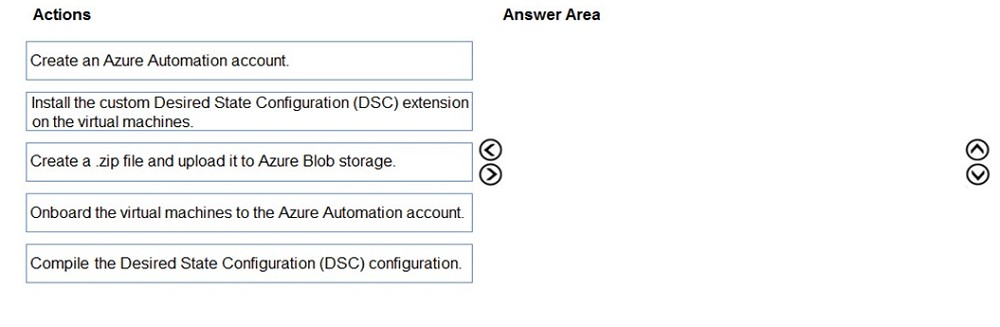 Actions
Answer Area
Create an Azure Automation account.
Install the custom Desired State Configuration (DSC) extension
on the virtual machines.
Create a .zip file and upload it to Azure Blob storage.
Onboard the virtual machines to the Azure Automation account.
Compile the Desired State Configuration (DSC) configuration.